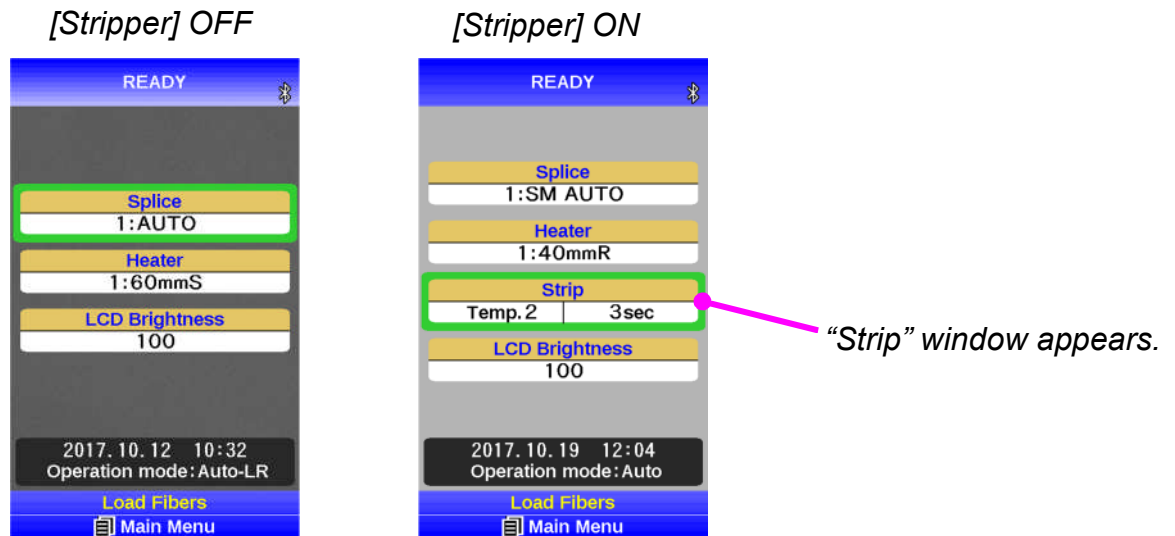 [Stripper] OFF
READY
Splice
1:AUTO
Heater
1:60mmS
LCD Brightness
100
2017.10.12 10:32
Operation mode:Auto-LR
Load Fibers
Main Menu
[Stripper] ON
READY
Splice
1:SM AUTO
Heater
1:40mmR
Strip
Temp.2 3sec
LCD Brightness
100
2017.10.19 12:04
Operation mode:Auto
Load Fibers
Main Menu
“Strip” window appears.